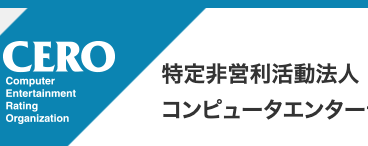 CERO
Computer
Entertainment
Rating
Organization
特定非営利活動法人
コンピュータエンター